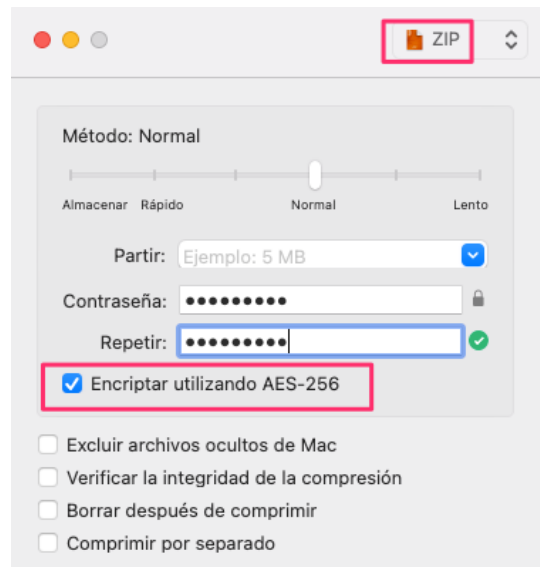 ZIP
Método: Normal
Almacenar Rápido Normal Lento
Partir: Ejemplo: 5 MB
Contraseña: •••••••••
Repetir: •••••••••
Encriptar utilizando AES-256
Excluir archivos ocultos de Mac
Verificar la integridad de la compresión
Borrar después de comprimir
Comprimir por separado